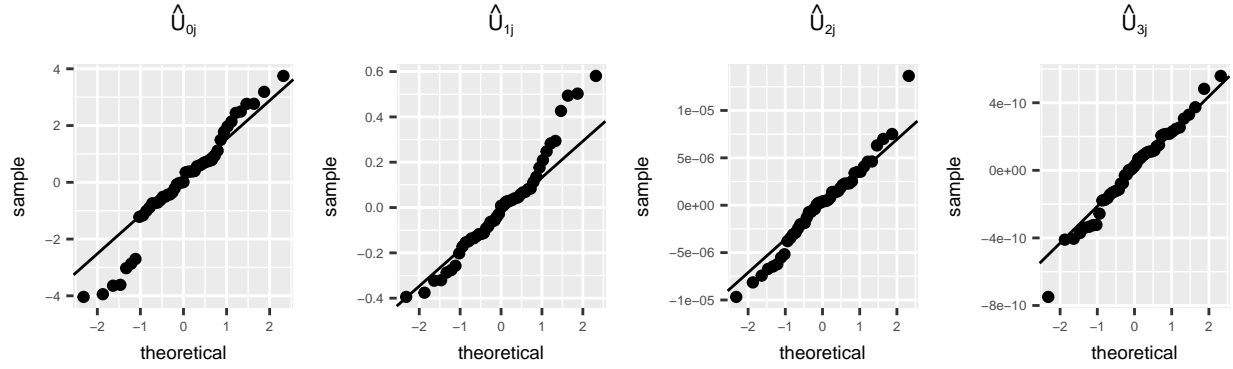 Û₀ⱼ
4
2
0
−2
−4
sample
−2
−1
0
1
2
theoretical
Û₁ⱼ
0.6
0.4
0.2
0.0
−0.2
−0.4
sample
−2
−1
0
1
2
theoretical
Û₂ⱼ
1e−05
5e−06
0e+00
−5e−06
−1e−05
sample
−2
−1
0
1
2
theoretical
Û₃ⱼ
4e−10
0e+00
−4e−10
−8e−10
sample
−2
−1
0
1
2
theoretical